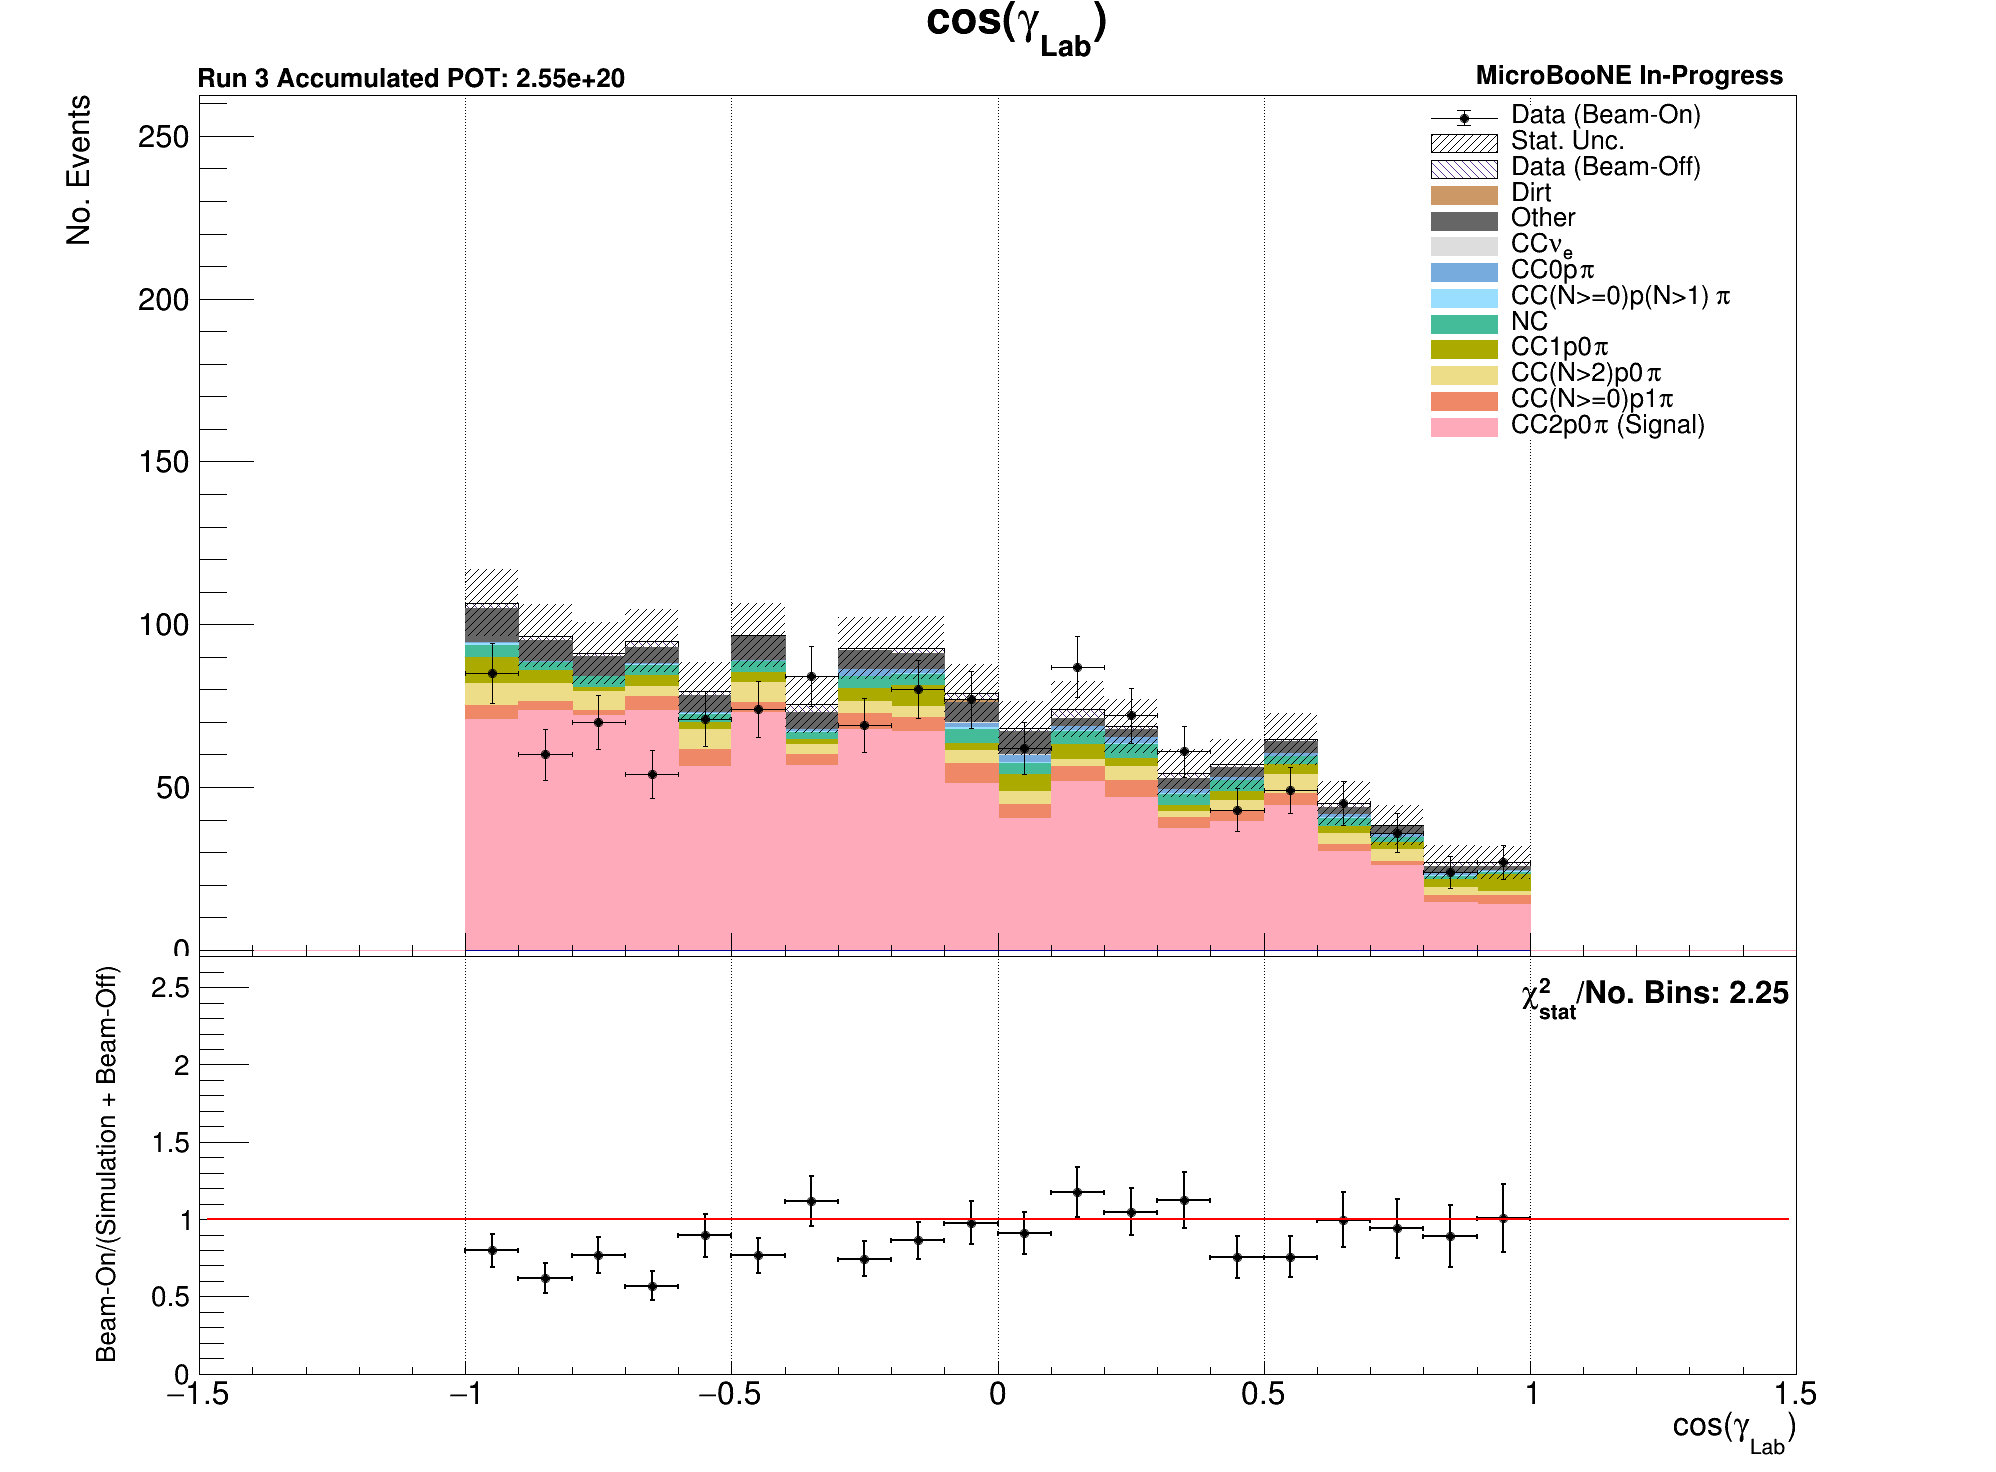 cos(γLab)
Run 3 Accumulated POT: 2.55e+20
MicroBooNE In-Progress
No. Events
250
200
150
100
50
0
Data (Beam-On)
Stat. Unc.
Data (Beam-Off)
Dirt
Other
CCνe
CC0pπ
CC(N>=0)p(N>1) π
NC
CC1p0π
CC(N>2)p0π
CC(N>=0)p1π
CC2p0π (Signal)
Beam-On/(Simulation + Beam-Off)
2.5
2
1.5
1
0.5
0
χ²stat/No. Bins: 2.25
−1.5 −1 −0.5 0 0.5 1 1.5
cos(γLab)